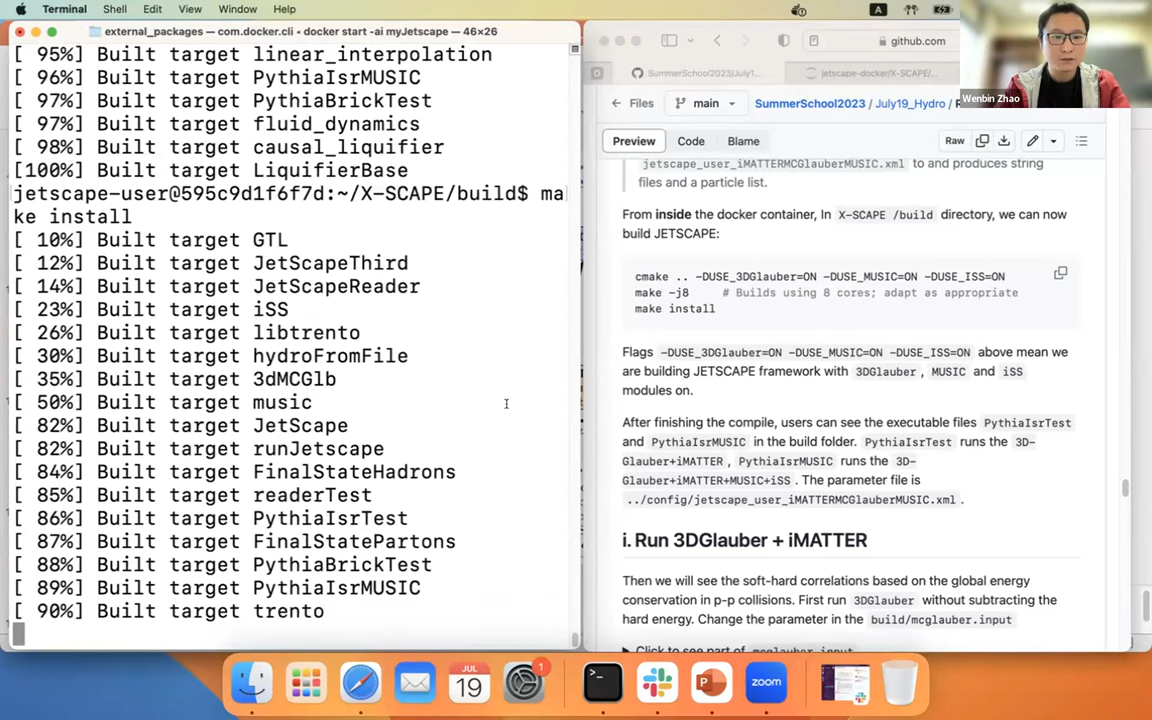 Terminal Shell Edit View Window Help
A
external_packages — com.docker.cli ‹ docker start -ai myJetscape — 46×26
[ 95%] Built target linear_interpolation
[ 96%] Built target PythiaIsrMUSIC
[ 97%] Built target PythiaBrickTest
[ 97%] Built target fluid_dynamics
[ 98%] Built target causal_liquifier
[100%] Built target LiquifierBase
jetscape-user@595c9d1f6f7d:~/X-SCAPE/build$ ma
ke install
[ 10%] Built target GTL
[ 12%] Built target JetScapeThird
[ 14%] Built target JetScapeReader
[ 23%] Built target iSS
[ 26%] Built target libtrento
[ 30%] Built target hydroFromFile
[ 35%] Built target 3dMCGlb
[ 50%] Built target music
[ 82%] Built target JetScape
[ 82%] Built target runJetscape
[ 84%] Built target FinalStateHadrons
[ 85%] Built target readerTest
[ 86%] Built target PythiaIsrTest
[ 87%] Built target FinalStatePartons
[ 88%] Built target PythiaBrickTest
[ 89%] Built target PythiaIsrMUSIC
[ 90%] Built target trento
github.com
SummerSchool2023/July1...
jetscape-docker/X-SCAPE/...
Wenbin Zhao
Files main SummerSchool2023 / July19_Hydro /
Preview Code Blame Raw
jetscape_user_iMATTERMCGlauberMUSIC.xml to and produces string
files and a particle list.
From inside the docker container, In X-SCAPE /build directory, we can now
build JETSCAPE:
cmake .. -DUSE_3DGlauber=ON -DUSE_MUSIC=ON -DUSE_ISS=ON
make -j8 # Builds using 8 cores; adapt as appropriate
make install
Flags -DUSE_3DGlauber=ON -DUSE_MUSIC=ON -DUSE_ISS=ON above mean we
are building JETSCAPE framework with 3DGlauber , MUSIC and iSS
modules on.
After finishing the compile, users can see the executable files PythiaIsrTest
and PythiaIsrMUSIC in the build folder. PythiaIsrTest runs the 3D-
Glauber+iMATTER , PythiaIsrMUSIC runs the 3D-
Glauber+iMATTER+MUSIC+iSS . The parameter file is
../config/jetscape_user_iMATTERMCGlauberMUSIC.xml .
i. Run 3DGlauber + iMATTER
Then we will see the soft-hard correlations based on the global energy
conservation in p-p collisions. First run 3DGlauber without subtracting the
hard energy. Change the parameter in the build/mcglauber.input
Click to see part of mcglauber.input
JUL
19
1
zoom